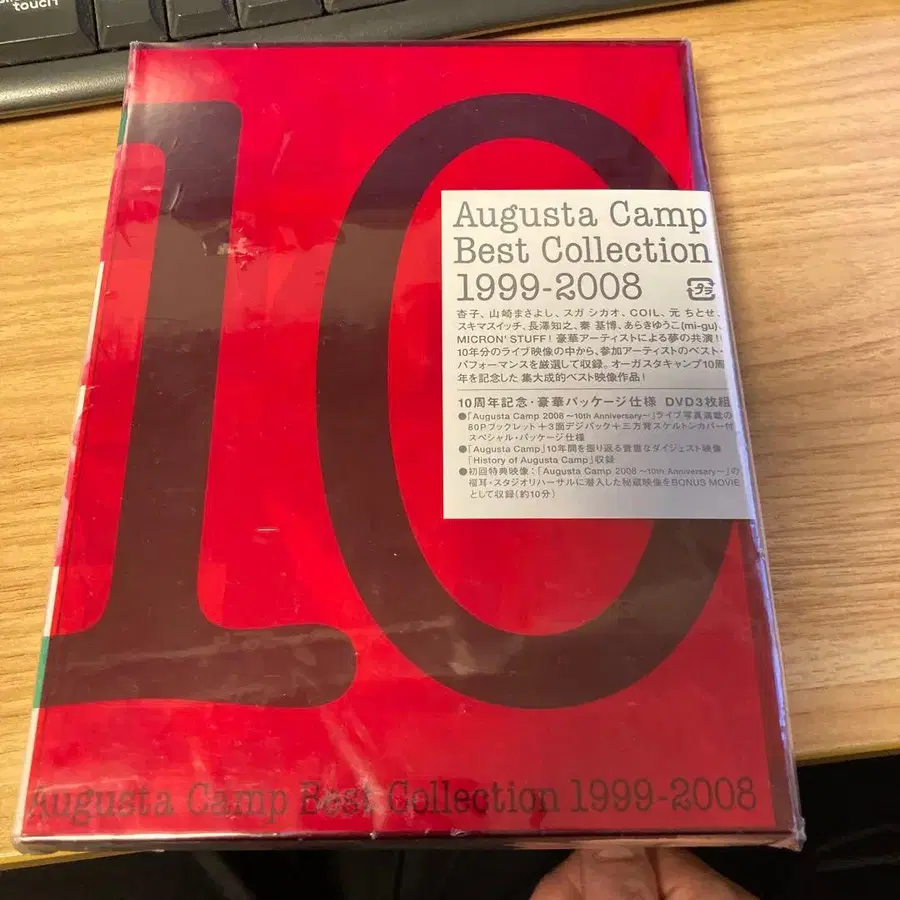 touch
10
Augusta Camp
Best Collection
1999-2008
プラ
杏子、山崎まさよし、スガ シカオ、COIL、元 ちとせ、
スキマスイッチ、長澤知之、秦 基博、あらきゆうこ(mi-gu)、
MICRON' STUFF! 豪華アーティストによる夢の共演!!
10年分のライブ映像の中から、参加アーティストのベスト・
パフォーマンスを厳選して収録。オーガスタキャンプ10周
年を記念した 集大成的ベスト映像作品!
10周年記念・豪華パッケージ仕様 DVD3枚組
●「Augusta Camp 2008 〜10th Anniversary〜」ライブ写真満載の
80Pブックレット+3面デジパック+三方背スケルトンカバー付
スペシャル・パッケージ仕様
●「Augusta Camp」10年間を振り返る貴重なダイジェスト映像
「History of Augusta Camp」収録
●初回特典映像:「Augusta Camp 2008 〜10th Anniversary〜」の
福耳・スタジオリハーサルに潜入した秘蔵映像をBONUS MOVIE
として収録(約10分)
Augusta Camp Best Collection 1999-2008